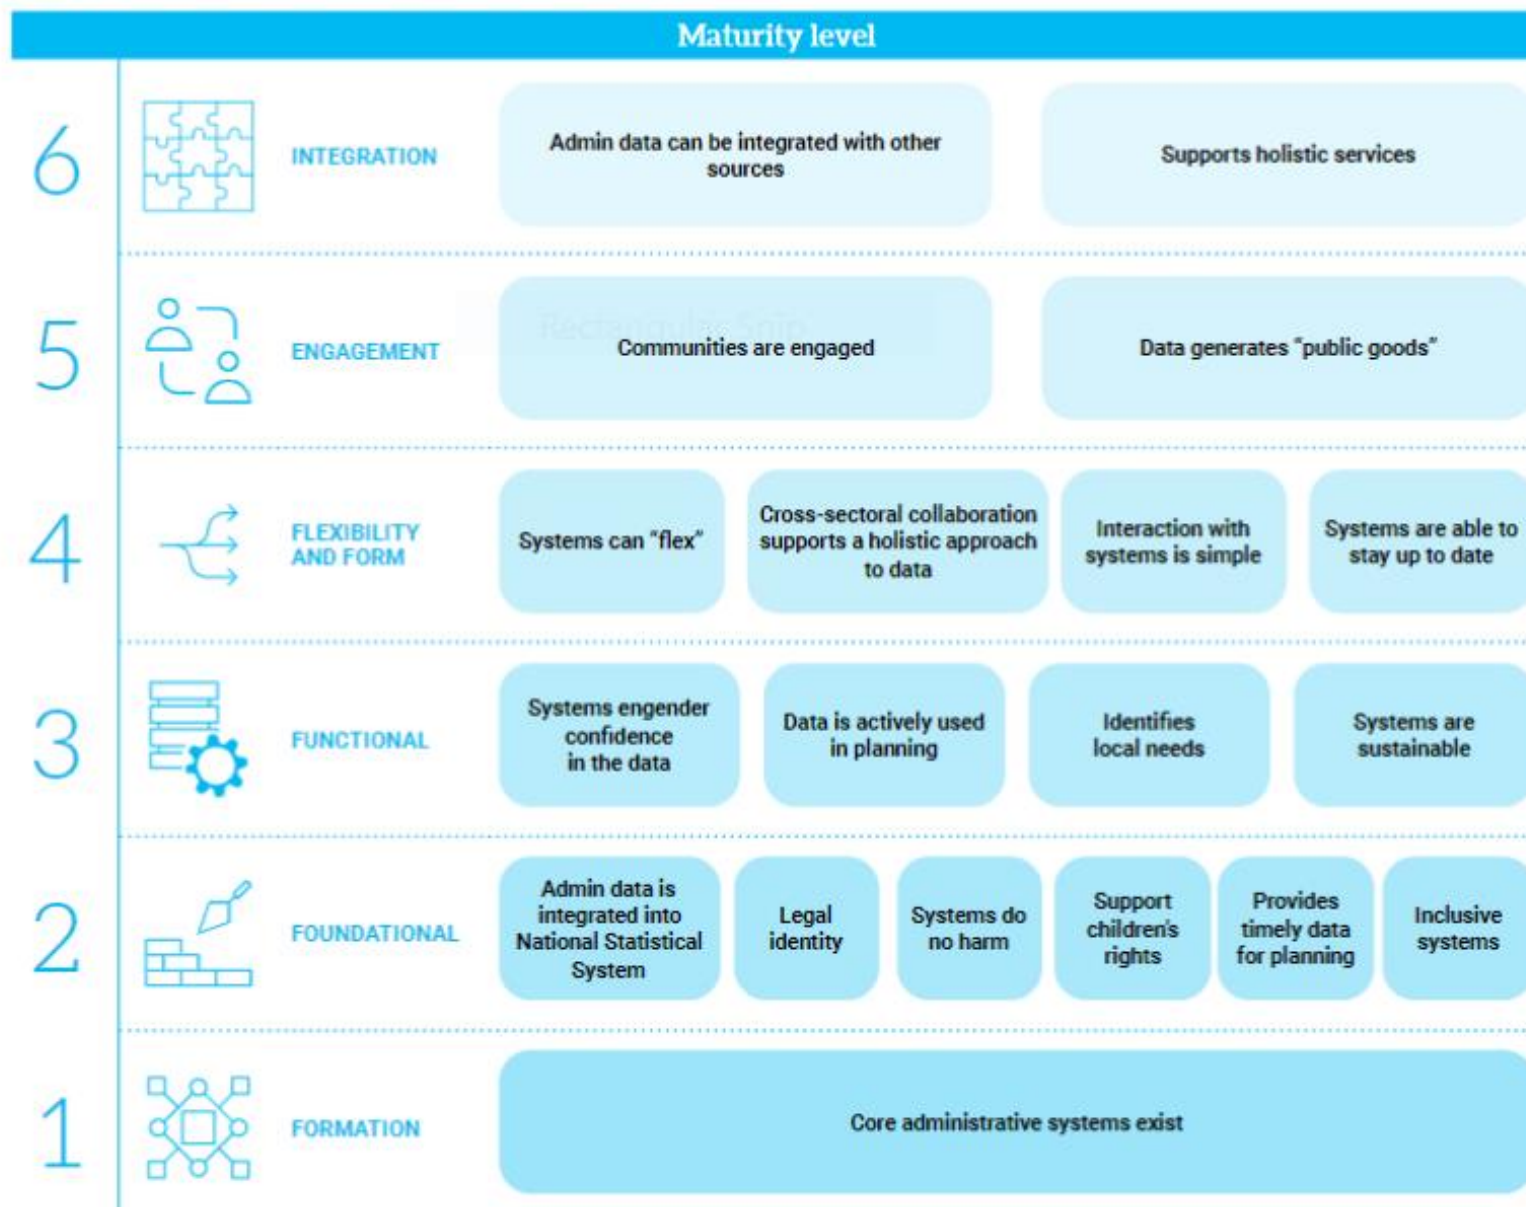 Maturity level
6
INTEGRATION
Admin data can be integrated with other
sources
Supports holistic services
5
ENGAGEMENT
Rectangular Snip
Communities are engaged
Data generates “public goods”
4
FLEXIBILITY
AND FORM
Systems can “flex”
Cross-sectoral collaboration
supports a holistic approach
to data
Interaction with
systems is simple
Systems are able to
stay up to date
3
FUNCTIONAL
Systems engender
confidence
in the data
Data is actively used
in planning
Identifies
local needs
Systems are
sustainable
2
FOUNDATIONAL
Admin data is
integrated into
National Statistical
System
Legal
identity
Systems do
no harm
Support
children’s
rights
Provides
timely data
for planning
Inclusive
systems
1
FORMATION
Core administrative systems exist